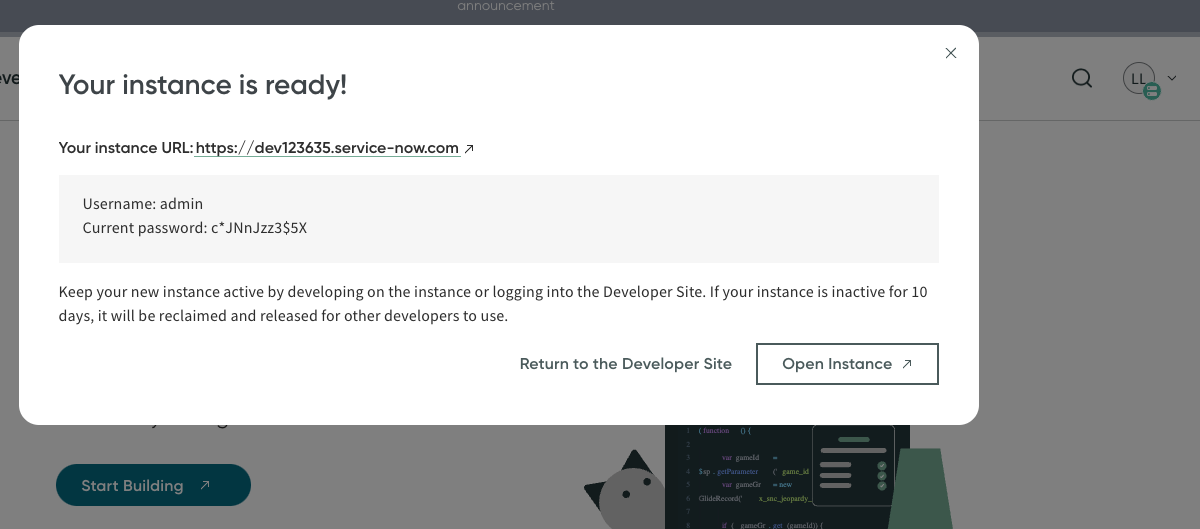 announcement
Your instance is ready!
LL
Your instance URL: https://dev123635.service-now.com
Username: admin
Current password: c*JNnJzz3$5X
Keep your new instance active by developing on the instance or logging into the Developer Site. If your instance is inactive for 10
days, it will be reclaimed and released for other developers to use.
Return to the Developer Site
Open Instance
Start Building
1 ( function () {
2
3 var gameId =
4 $sp . getParameter (' game_id
5 var gameGr = new
6 GlideRecord(' x_snc_jeopardy_
7
8 if ( gameGr . get (gameId)) {